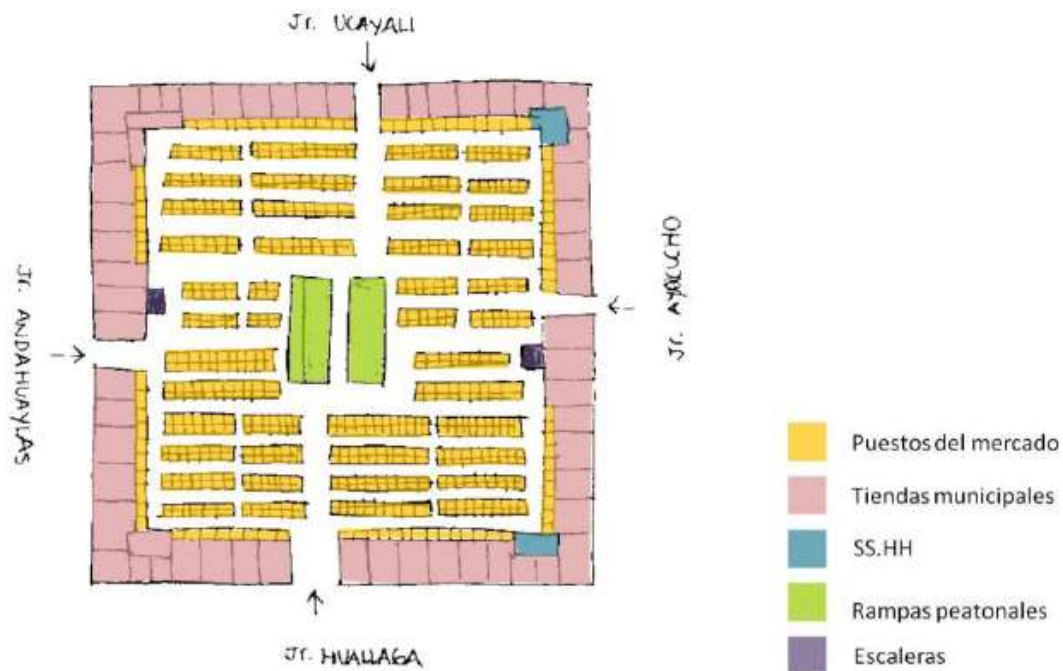 Jr. UCAYALI
Jr. ANDAHUAYLAS
Jr. AYACUCHO
Jr. HUALLAGA
Puestos del mercado
Tiendas municipales
SS.HH
Rampas peatonales
Escaleras